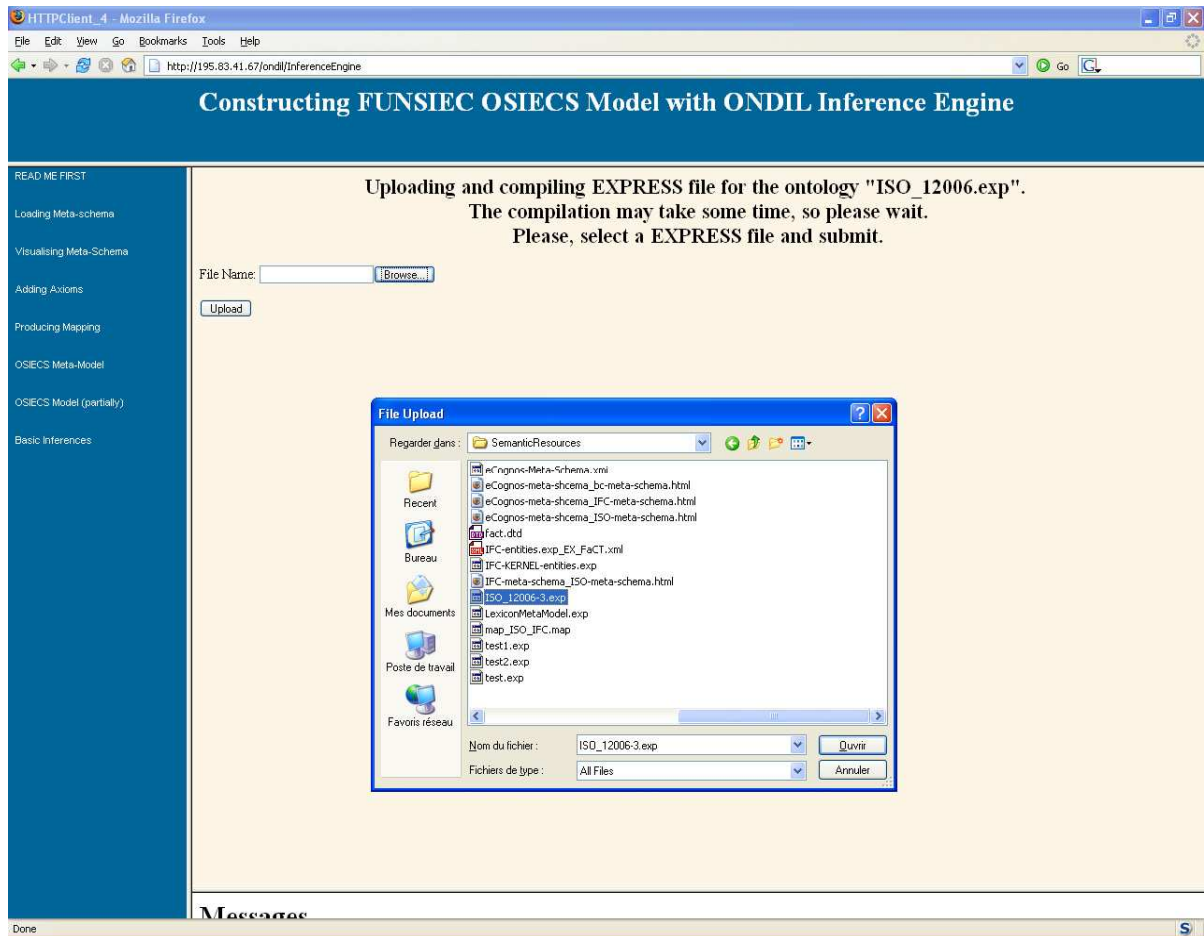 HTTPClient_4 - Mozilla Firefox
File Edit View Go Bookmarks Tools Help
http://195.83.41.67/ondil/InferenceEngine
Go
Constructing FUNSIEC OSIECS Model with ONDIL Inference Engine
READ ME FIRST
Loading Meta-schema
Visualising Meta-Schema
Adding Axioms
Producing Mapping
OSIECS Meta-Model
OSIECS Model (partially)
Basic Inferences
Uploading and compiling EXPRESS file for the ontology "ISO_12006.exp".
The compilation may take some time, so please wait.
Please, select a EXPRESS file and submit.
File Name: Browse...
Upload
File Upload
Regarder dans : SemanticResources
Recent
Bureau
Mes documents
Poste de travail
Favoris réseau
eCognos-Meta-Schema.xml
eCognos-meta-shcema_bc-meta-schema.html
eCognos-meta-shcema_IFC-meta-schema.html
eCognos-meta-shcema_ISO-meta-schema.html
fact.dtd
IFC-entities.exp_EX_FaCT.xml
IFC-KERNEL-entities.exp
IFC-meta-schema_ISO-meta-schema.html
ISO_12006-3.exp
LexiconMetaModel.exp
map_ISO_IFC.map
test1.exp
test2.exp
test.exp
Nom du fichier : ISO_12006-3.exp Ouvrir
Fichiers de type : All Files Annuler
Messages
Done